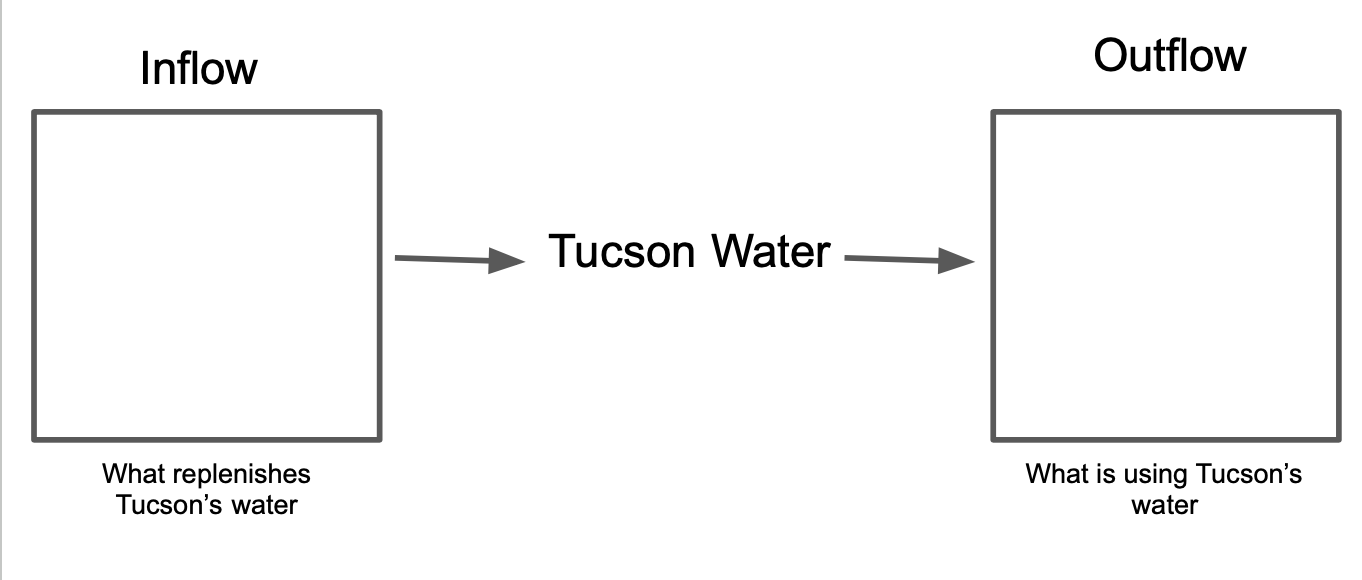 Inflow
Outflow
Tucson Water
What replenishes
Tucson’s water
What is using Tucson’s
water